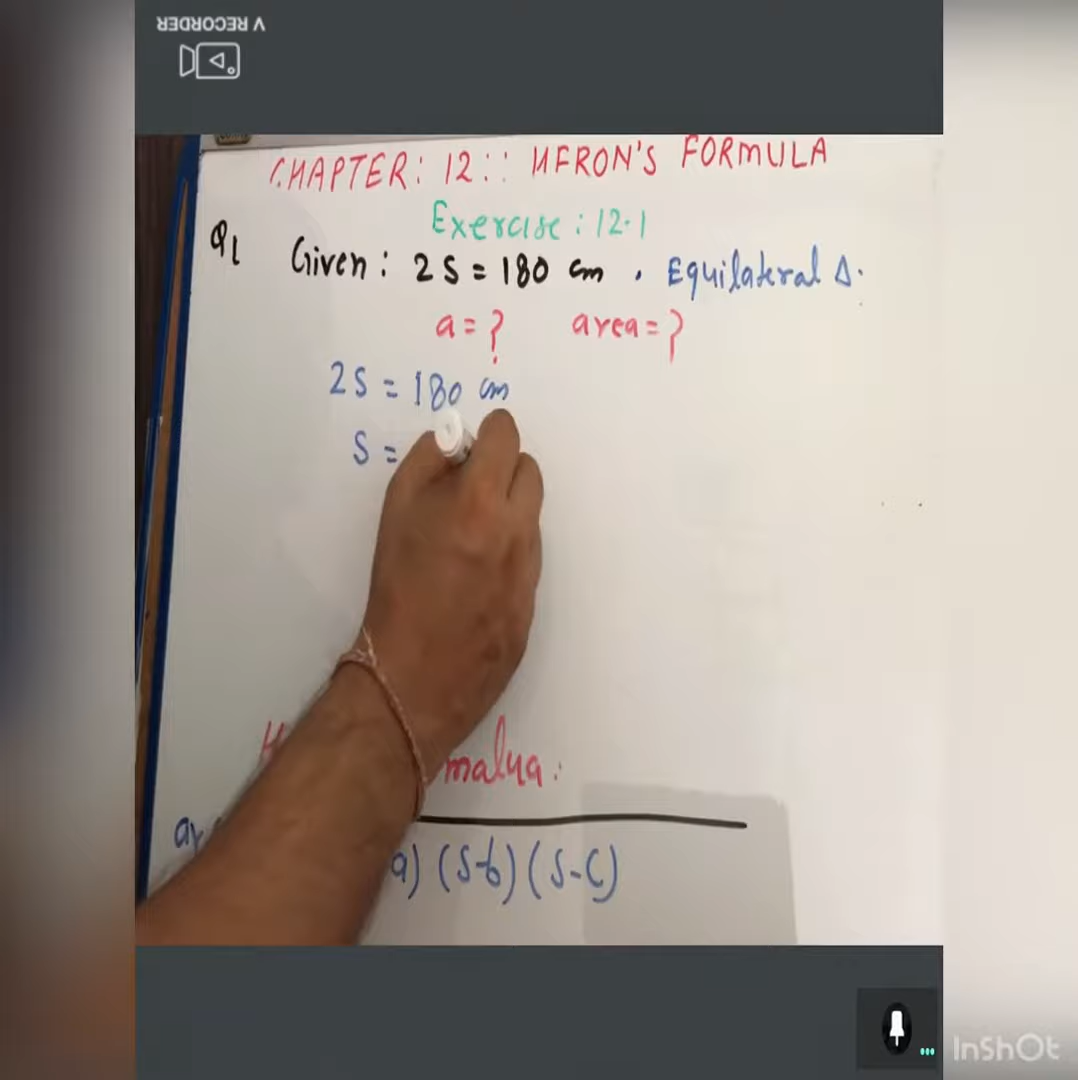 V RECORDER
CHAPTER: 12:: HERON'S FORMULA
Exercise: 12.1
Q1 Given: 2S = 180 cm . Equilateral Δ.
a = ? area = ?
2S = 180 cm
S =
malua:
a) (S-b) (S-C)
InShOt